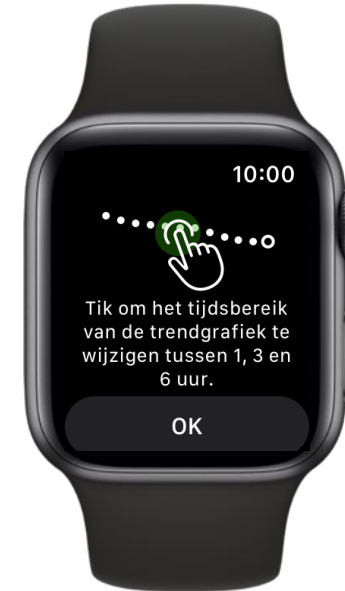 10:00
Tik om het tijdsbereik
van de trendgrafiek te
wijzigen tussen 1, 3 en
6 uur.
OK